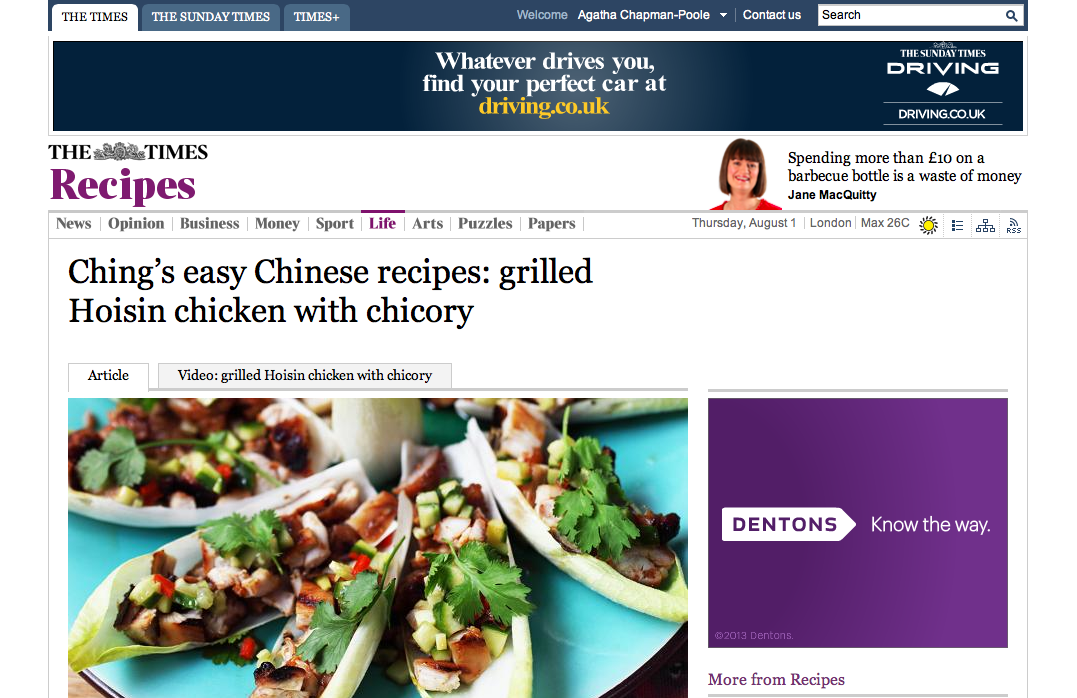 THE TIMES
THE SUNDAY TIMES
TIMES+
Welcome Agatha Chapman-Poole
Contact us
Search
Whatever drives you,
find your perfect car at
driving.co.uk
THE SUNDAY TIMES
DRIVING
DRIVING.CO.UK
THE TIMES
Recipes
Spending more than £10 on a
barbecue bottle is a waste of money
Jane MacQuitty
News Opinion Business Money Sport Life Arts Puzzles Papers
Thursday, August 1 London Max 26C
RSS
Ching’s easy Chinese recipes: grilled
Hoisin chicken with chicory
Article
Video: grilled Hoisin chicken with chicory
DENTONS Know the way.
©2013 Dentons.
More from Recipes